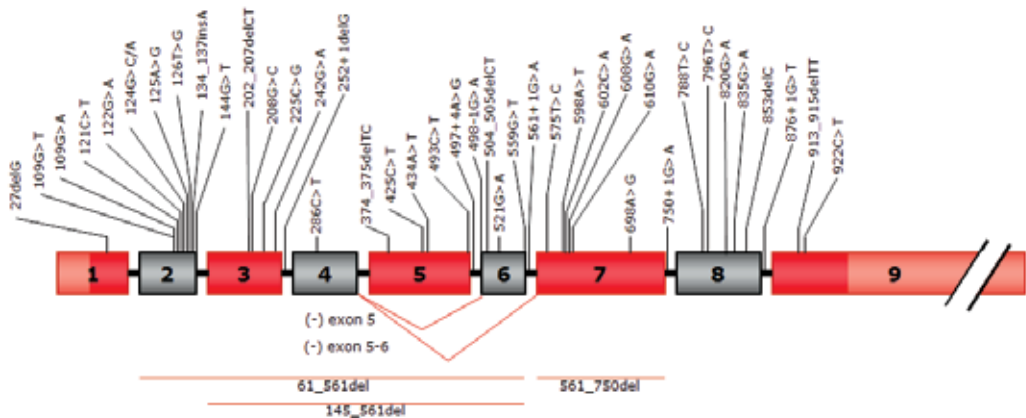 27delG
109G>T
109G>A
121C>T
122G>A
124G>C/A
125A>G
126T>G
134_137insA
144G>T
202_207delCT
208G>C
225C>G
242G>A
252+1delG
286C>T
374_375delTC
425C>T
434A>T
493C>T
497+4A>G
498-1G>A
504_505delCT
521G>A
559G>T
561+1G>A
575T>C
598A>T
602C>A
608G>A
610G>A
698A>G
750+1G>A
788T>C
796T>C
820G>A
835G>A
853delC
876+1G>T
913_915delTT
922C>T
1 2 3 4 5 6 7 8 9
(-) exon 5
(-) exon 5-6
61_561del 561_750del
145_561del